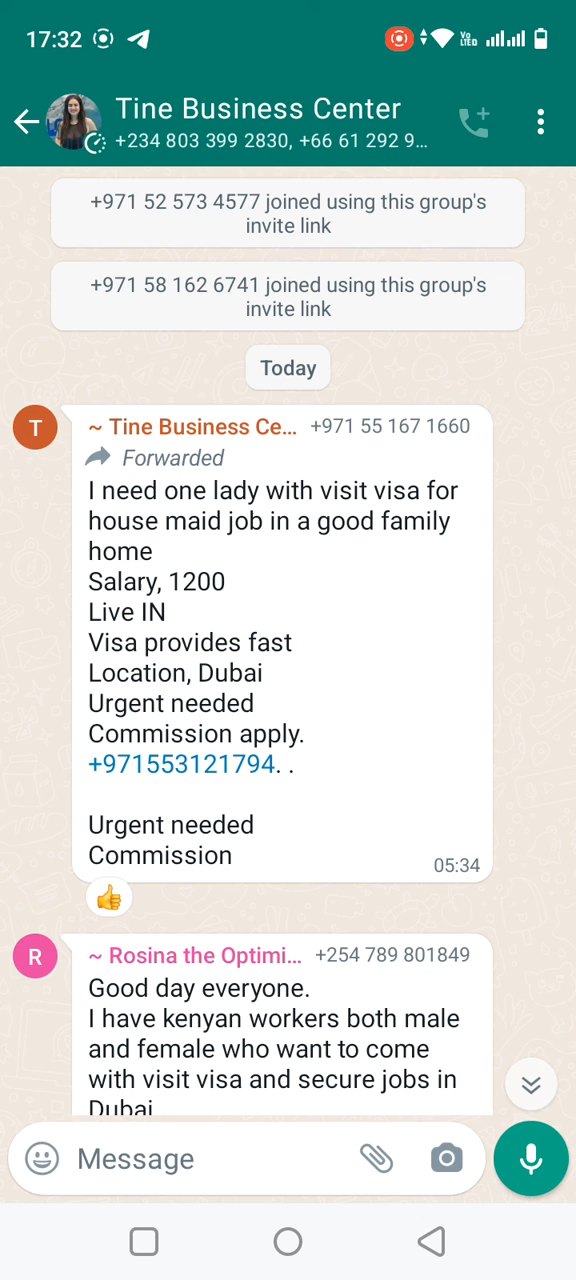 17:32
Vo
LTED
Tine Business Center
+234 803 399 2830, +66 61 292 9...
+971 52 573 4577 joined using this group's
invite link
+971 58 162 6741 joined using this group's
invite link
Today
T
~ Tine Business Ce... +971 55 167 1660
Forwarded
I need one lady with visit visa for
house maid job in a good family
home
Salary, 1200
Live IN
Visa provides fast
Location, Dubai
Urgent needed
Commission apply.
+971553121794. .
Urgent needed
Commission
05:34
R
~ Rosina the Optimi... +254 789 801849
Good day everyone.
I have kenyan workers both male
and female who want to come
with visit visa and secure jobs in
Dubai
Message